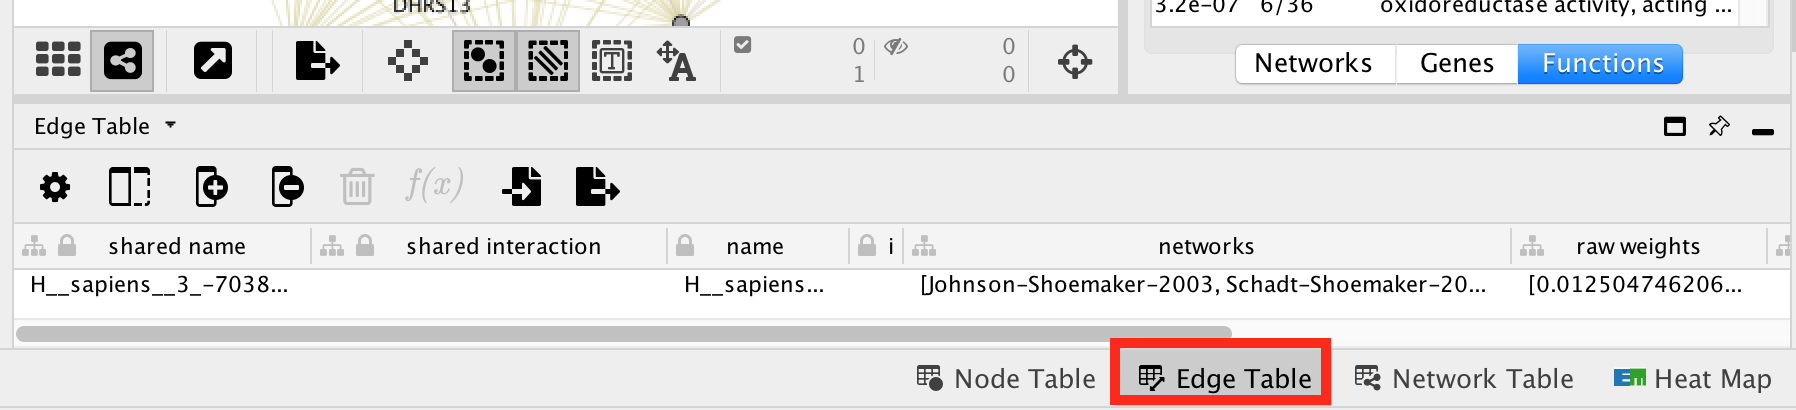 DHRS13
3.2e-07 6/36 oxidoreductase activity, acting ...
Networks Genes Functions
T A 0 0
1 0
Edge Table
f(x)
shared name shared interaction name i networks raw weights
H__sapiens__3_-7038... H__sapiens... [Johnson-Shoemaker-2003, Schadt-Shoemaker-20... [0.012504746206...
Node Table Edge Table Network Table EM Heat Map